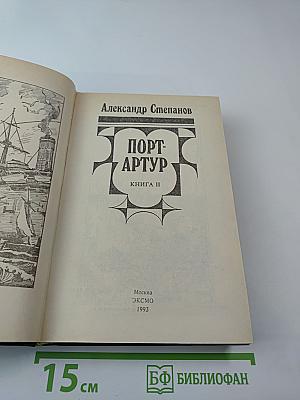 Александр Степанов
ПОРТ-
АРТУР
КНИГА II
Москва
ЭКСМО
1993
15 см
БФ БИБЛИОФАН